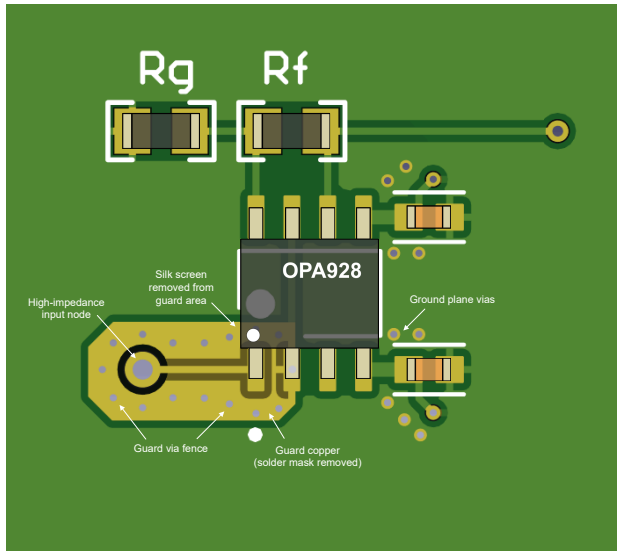 Rg
Rf
OPA928
Silk screen
removed from
guard area
High-impedance
input node
Ground plane vias
Guard via fence
Guard copper
(solder mask removed)